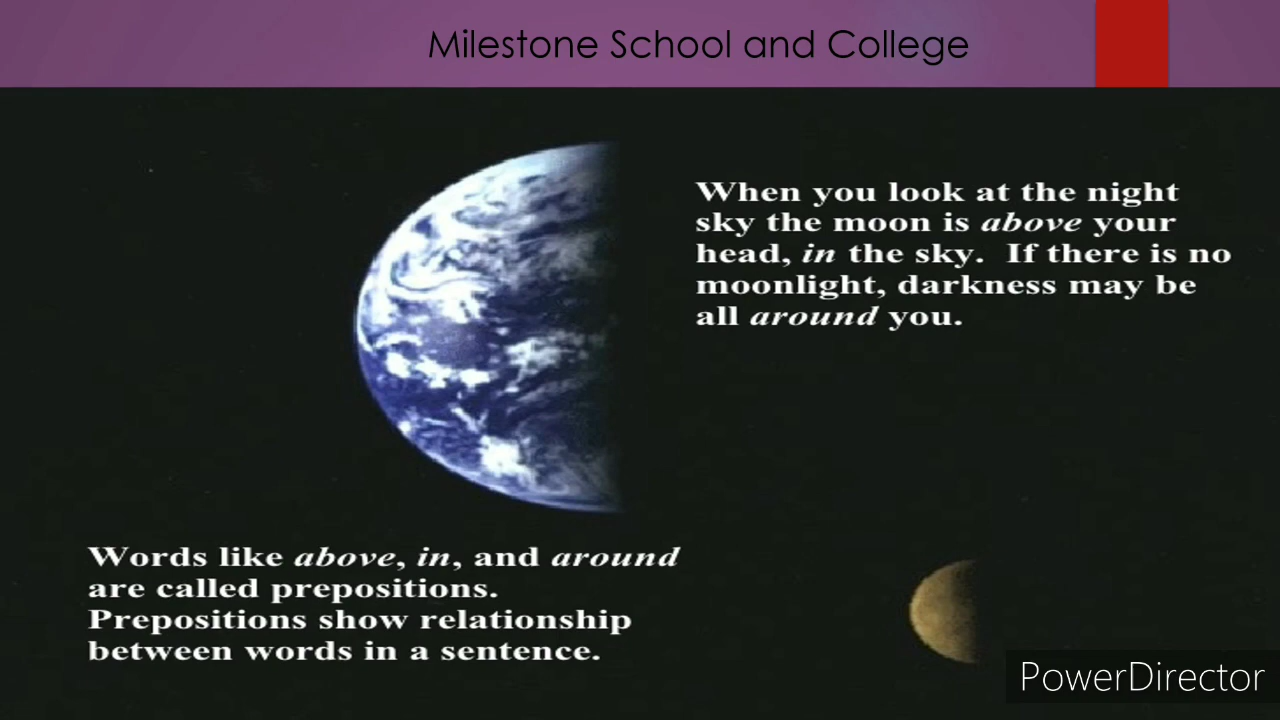 Milestone School and College
When you look at the night
sky the moon is above your
head, in the sky. If there is no
moonlight, darkness may be
all around you.
Words like above, in, and around
are called prepositions.
Prepositions show relationship
between words in a sentence.
PowerDirector